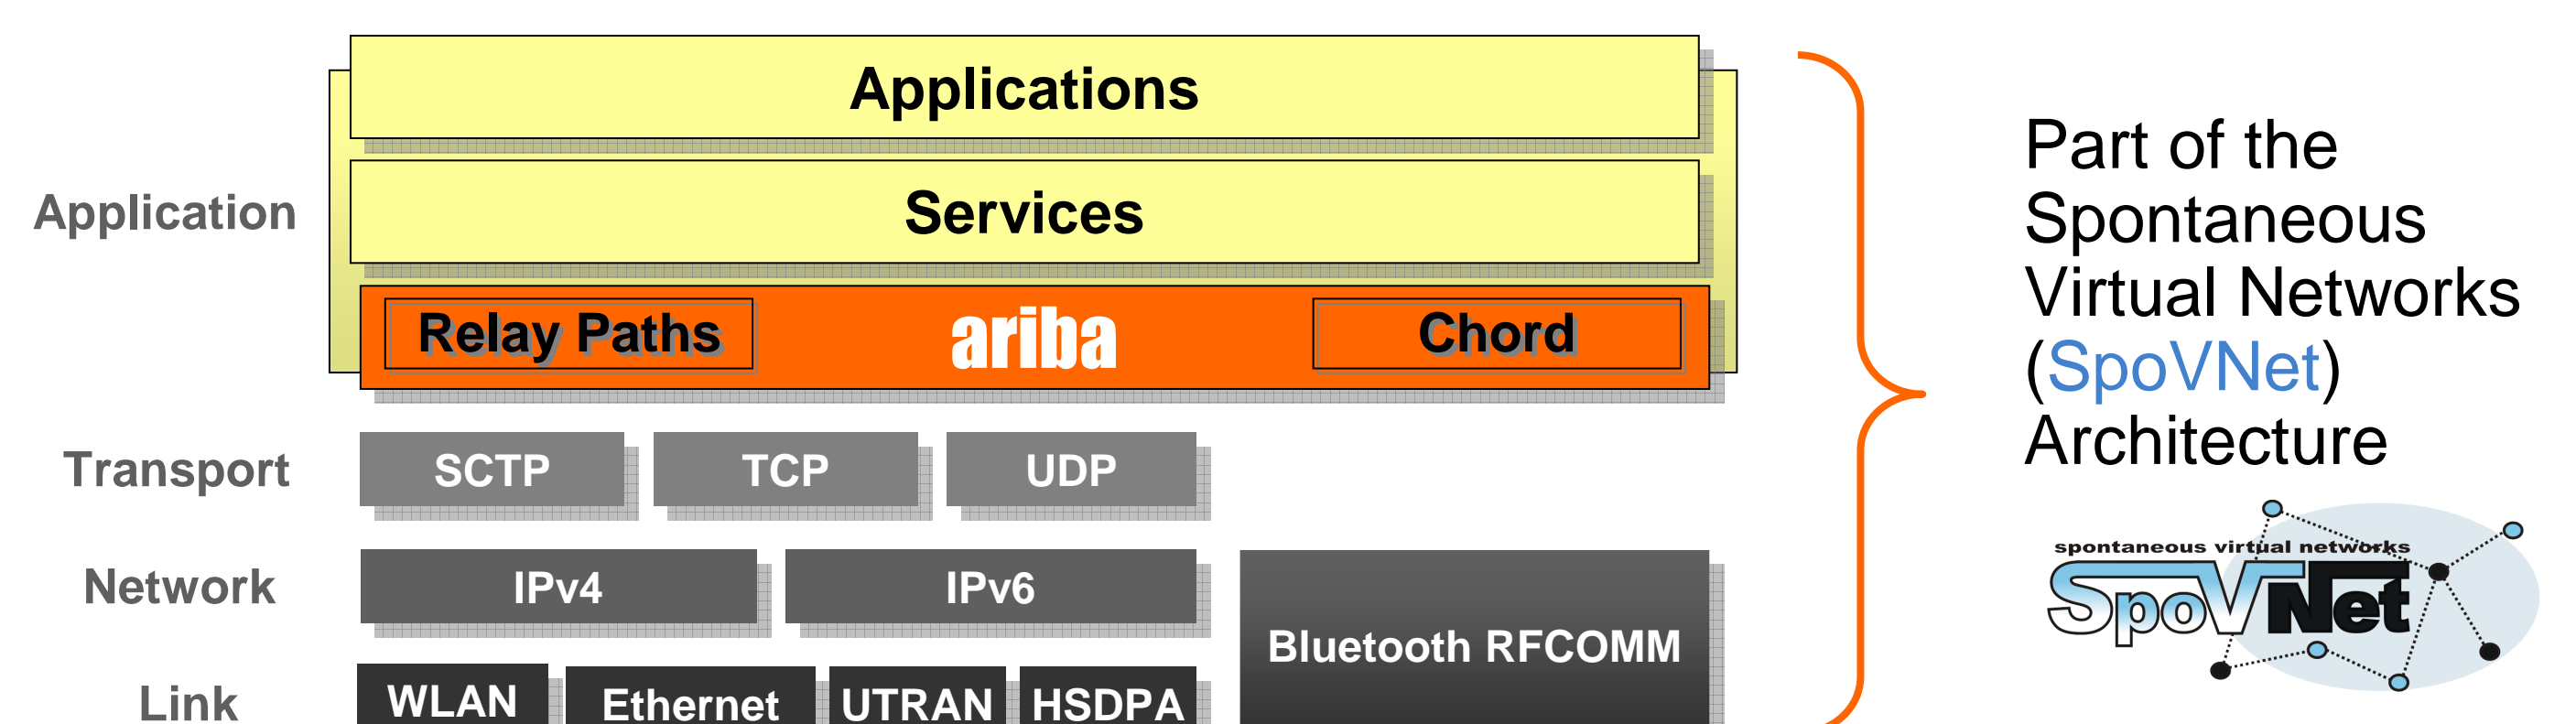 Applications
Application
Services
Relay Paths ariba Chord
Transport SCTP TCP UDP
Network IPv4 IPv6
Bluetooth RFCOMM
Link WLAN Ethernet UTRAN HSDPA
Part of the
Spontaneous
Virtual Networks
(SpoVNet)
Architecture
spontaneous virtual networks
SpoVNet